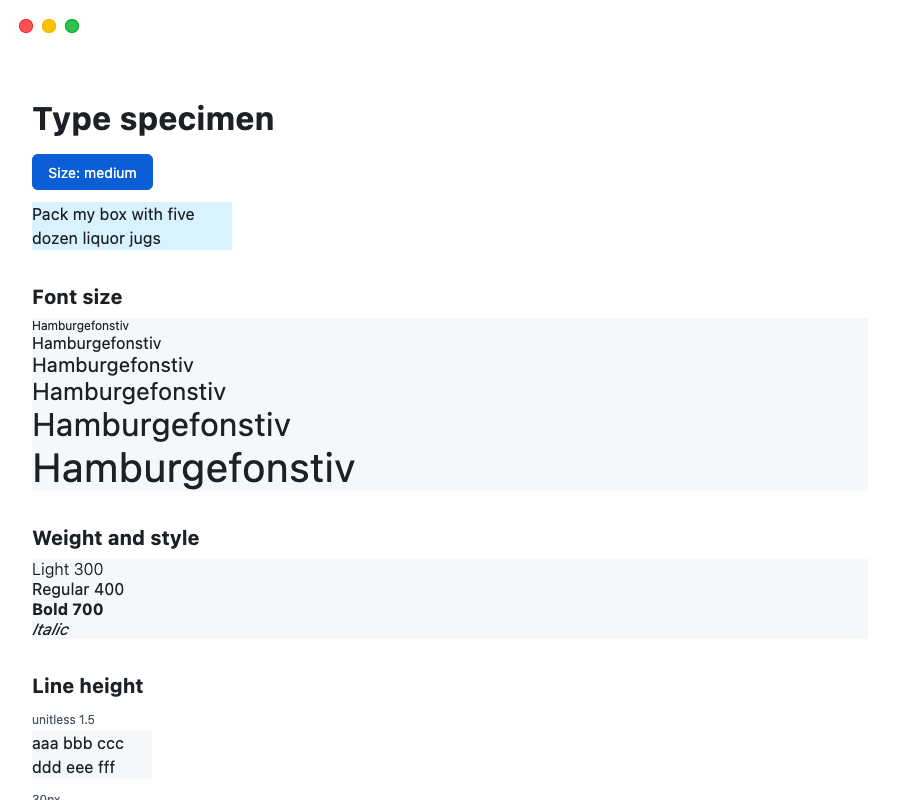 Type specimen
Size: medium
Pack my box with five
dozen liquor jugs
Font size
Hamburgefonstiv
Hamburgefonstiv
Hamburgefonstiv
Hamburgefonstiv
Hamburgefonstiv
Hamburgefonstiv
Weight and style
Light 300
Regular 400
Bold 700
Italic
Line height
unitless 1.5
aaa bbb ccc
ddd eee fff
30px